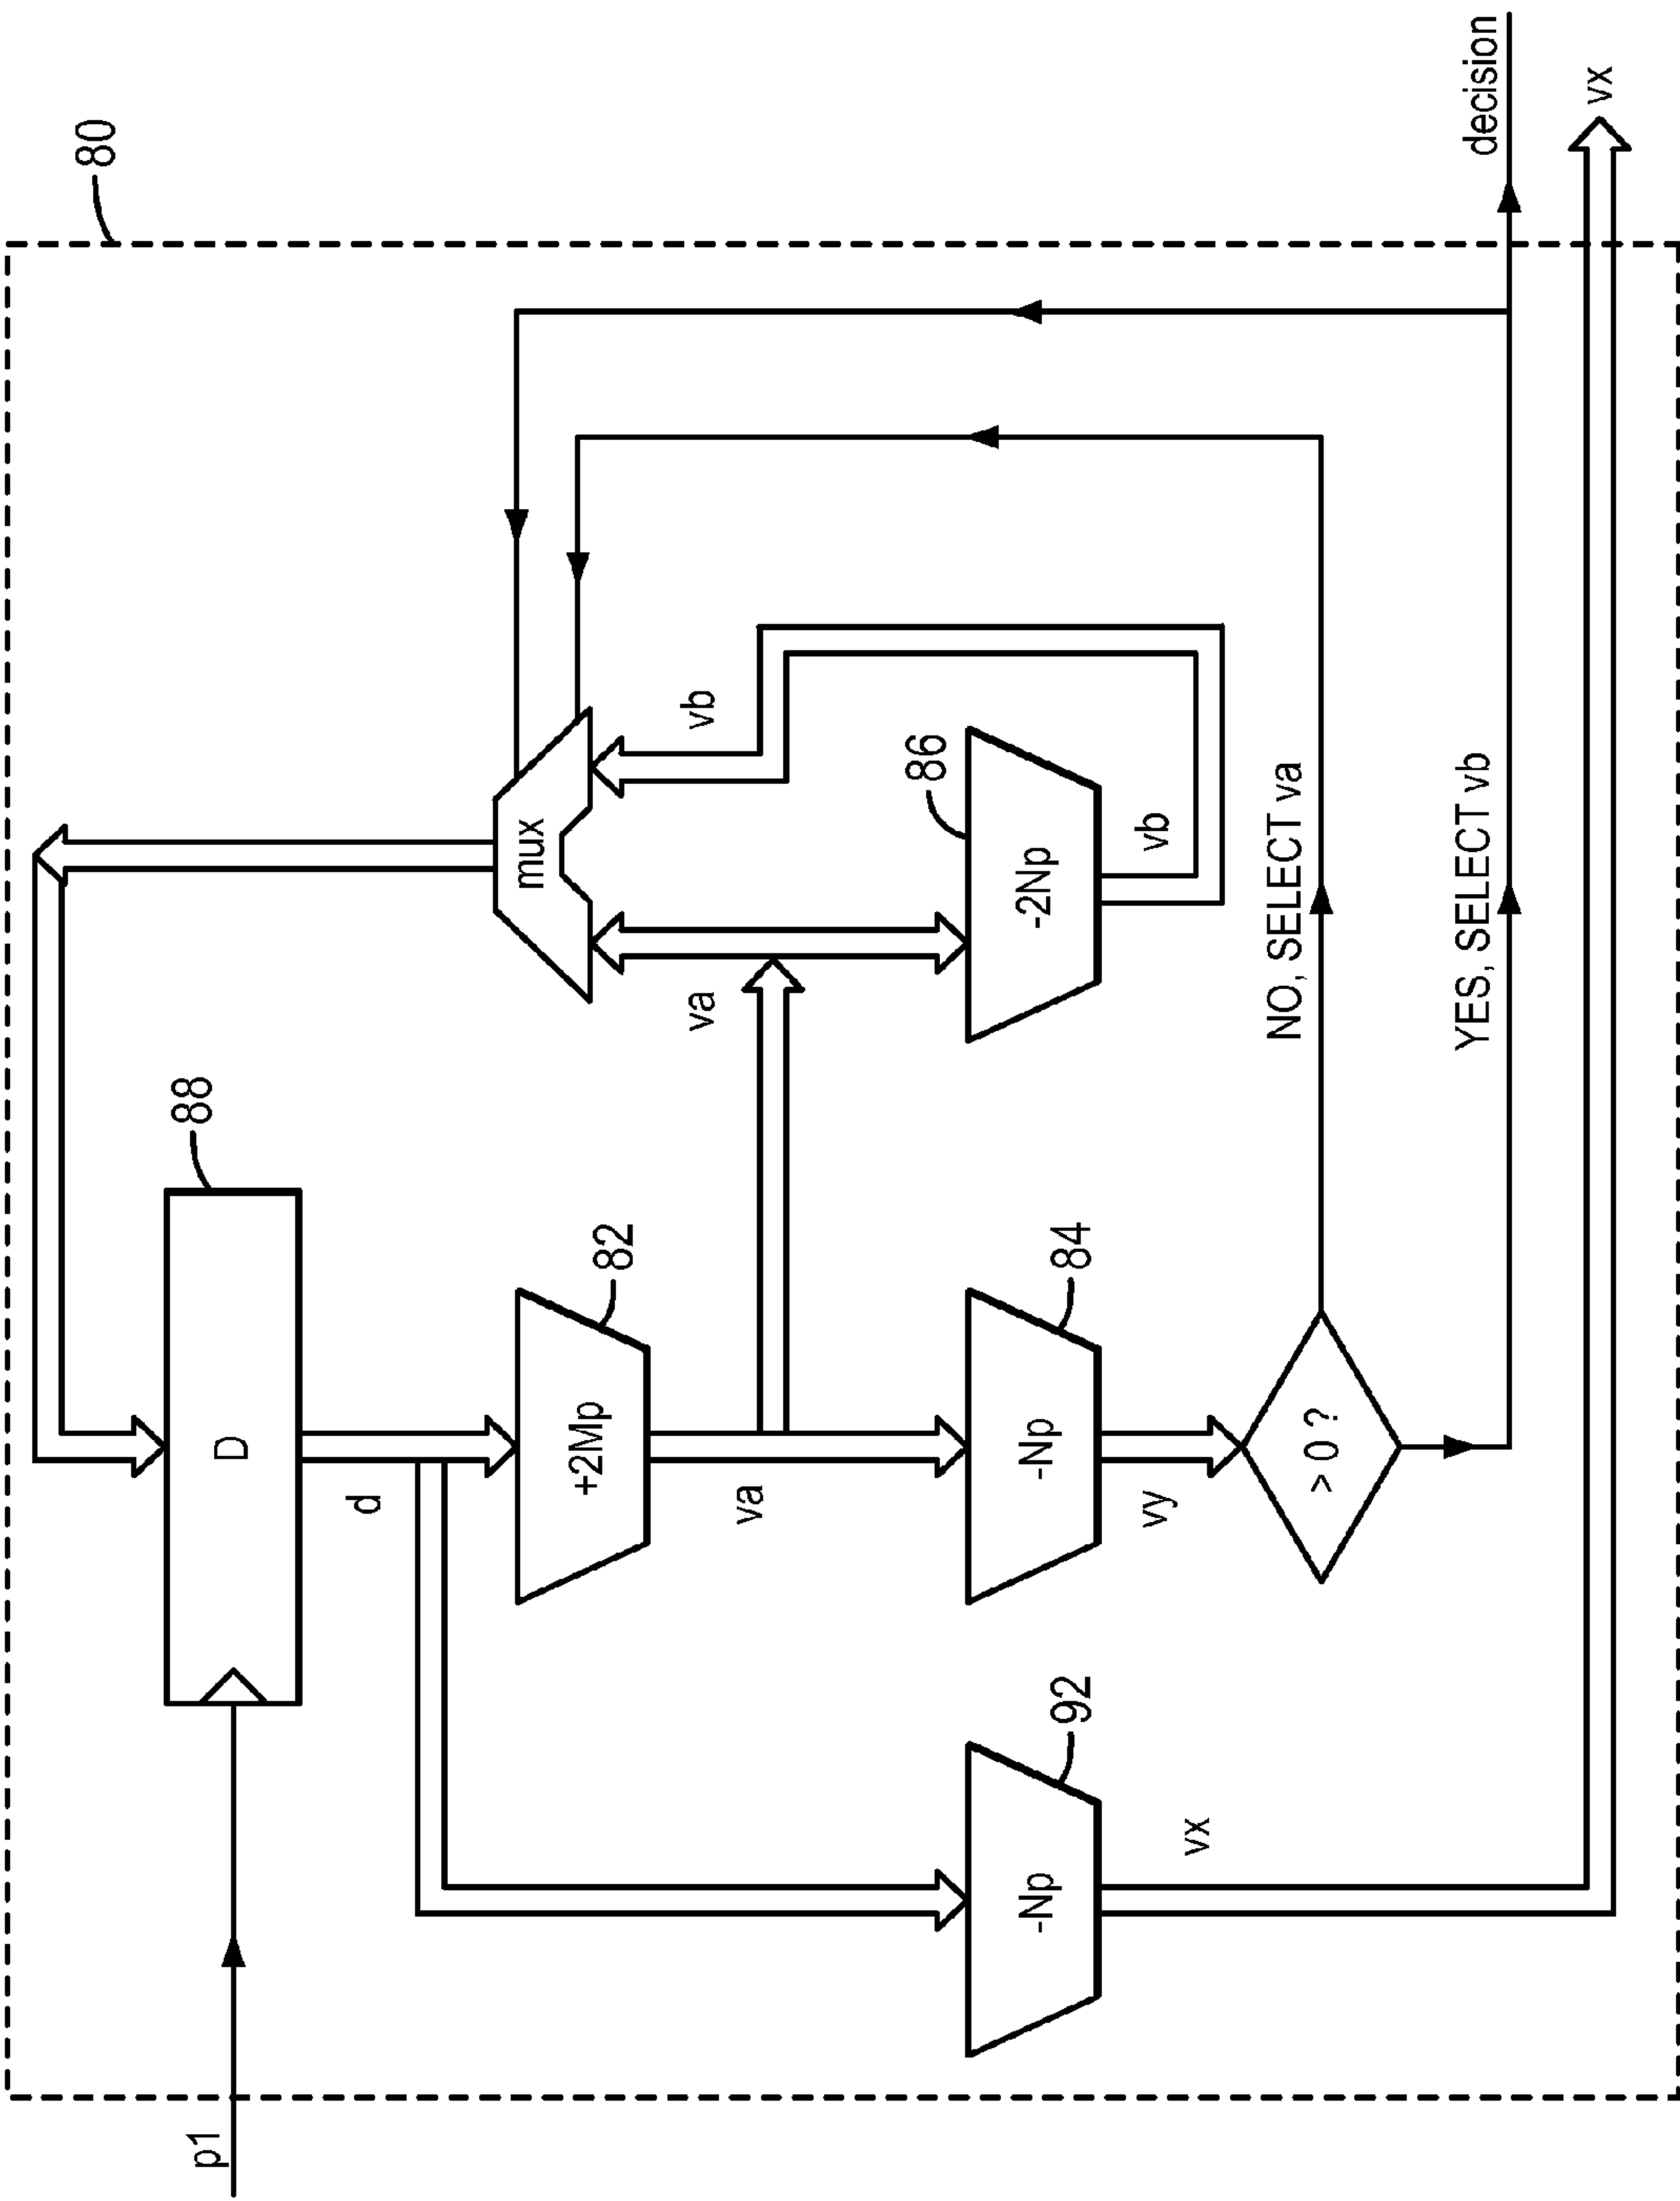 80
p1
88
D
d
mux
82
+2Mp
va
vb
va
86
92
-Np
84
-Np
-2Np
vx
vy
vb
NO, SELECT va
> 0 ?
YES, SELECT vb
decision
vx